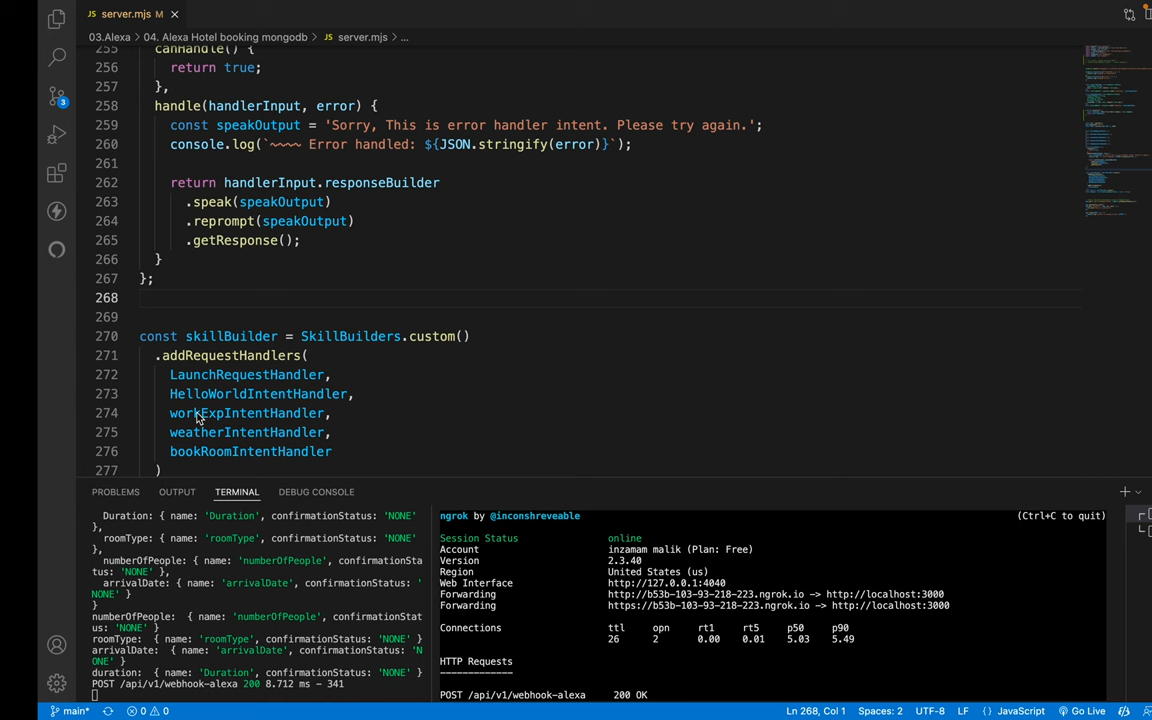 JS server.mjs M ×
03.Alexa > 04. Alexa Hotel booking mongodb > JS server.mjs > ...
255 canHandle() {
256 return true;
257 },
258 handle(handlerInput, error) {
259 const speakOutput = 'Sorry, This is error handler intent. Please try again.';
260 console.log(`~~~~ Error handled: ${JSON.stringify(error)}`);
261
262 return handlerInput.responseBuilder
263 .speak(speakOutput)
264 .reprompt(speakOutput)
265 .getResponse();
266 }
267 };
268
269
270 const skillBuilder = SkillBuilders.custom()
271 .addRequestHandlers(
272 LaunchRequestHandler,
273 HelloWorldIntentHandler,
274 workExpIntentHandler,
275 weatherIntentHandler,
276 bookRoomIntentHandler
277 )
3
PROBLEMS OUTPUT TERMINAL DEBUG CONSOLE
Duration: { name: 'Duration', confirmationStatus: 'NONE'
},
roomType: { name: 'roomType', confirmationStatus: 'NONE'
},
numberOfPeople: { name: 'numberOfPeople', confirmationSta
tus: 'NONE' },
arrivalDate: { name: 'arrivalDate', confirmationStatus: '
NONE' }
}
numberOfPeople: { name: 'numberOfPeople', confirmationStat
us: 'NONE' }
roomType: { name: 'roomType', confirmationStatus: 'NONE' }
arrivalDate: { name: 'arrivalDate', confirmationStatus: 'N
ONE' }
duration: { name: 'Duration', confirmationStatus: 'NONE' }
POST /api/v1/webhook-alexa 200 8.712 ms - 341
ngrok by @inconshreveable (Ctrl+C to quit)
Session Status online
Account inzamam malik (Plan: Free)
Version 2.3.40
Region United States (us)
Web Interface http://127.0.0.1:4040
Forwarding http://b53b-103-93-218-223.ngrok.io -> http://localhost:3000
Forwarding https://b53b-103-93-218-223.ngrok.io -> http://localhost:3000
Connections ttl opn rt1 rt5 p50 p90
26 2 0.00 0.01 5.03 5.49
HTTP Requests
-------------
POST /api/v1/webhook-alexa 200 OK
main* 0 0 Ln 268, Col 1 Spaces: 2 UTF-8 LF {} JavaScript Go Live